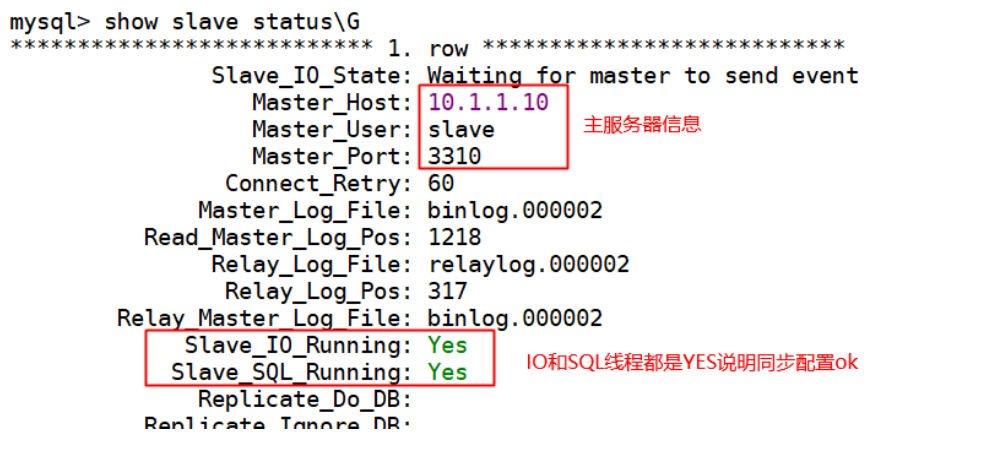 mysql> show slave status\G
*************************** 1. row ***************************
Slave_IO_State: Waiting for master to send event
Master_Host: 10.1.1.10
Master_User: slave
主服务器信息
Master_Port: 3310
Connect_Retry: 60
Master_Log_File: binlog.000002
Read_Master_Log_Pos: 1218
Relay_Log_File: relaylog.000002
Relay_Log_Pos: 317
Relay_Master_Log_File: binlog.000002
Slave_IO_Running: Yes
IO和SQL线程都是YES说明同步配置ok
Slave_SQL_Running: Yes
Replicate_Do_DB:
Replicate_Ignore_DB: